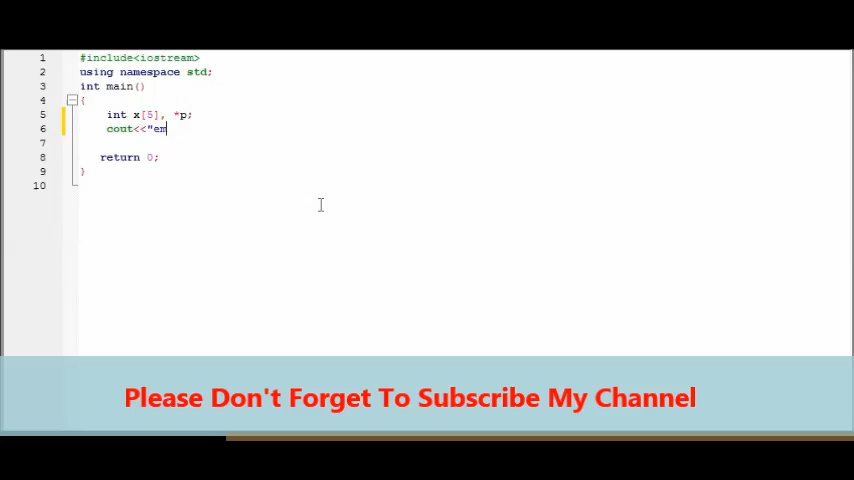 1 #include<iostream>
2 using namespace std;
3 int main()
4 {
5 int x[5], *p;
6 cout<<"em
7
8 return 0;
9 }
10
Please Don't Forget To Subscribe My Channel